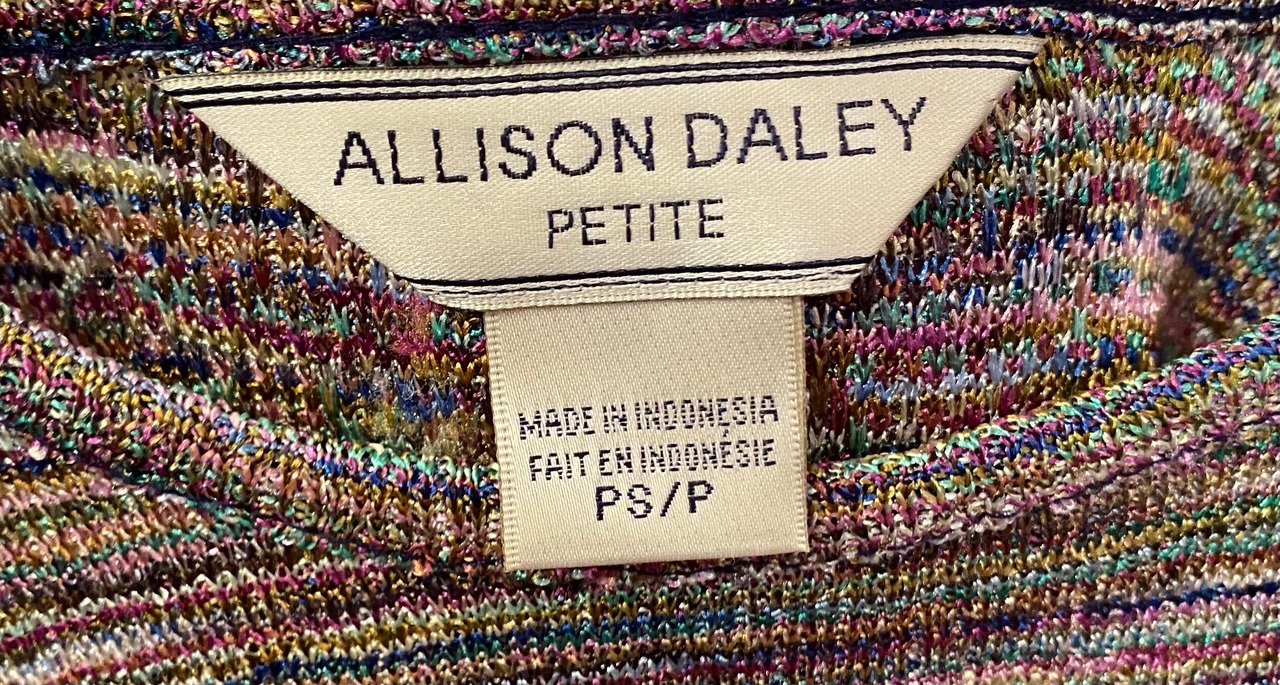 ALLISON DALEY
PETITE
MADE IN INDONESIA
FAIT EN INDONÉSIE
PS/P